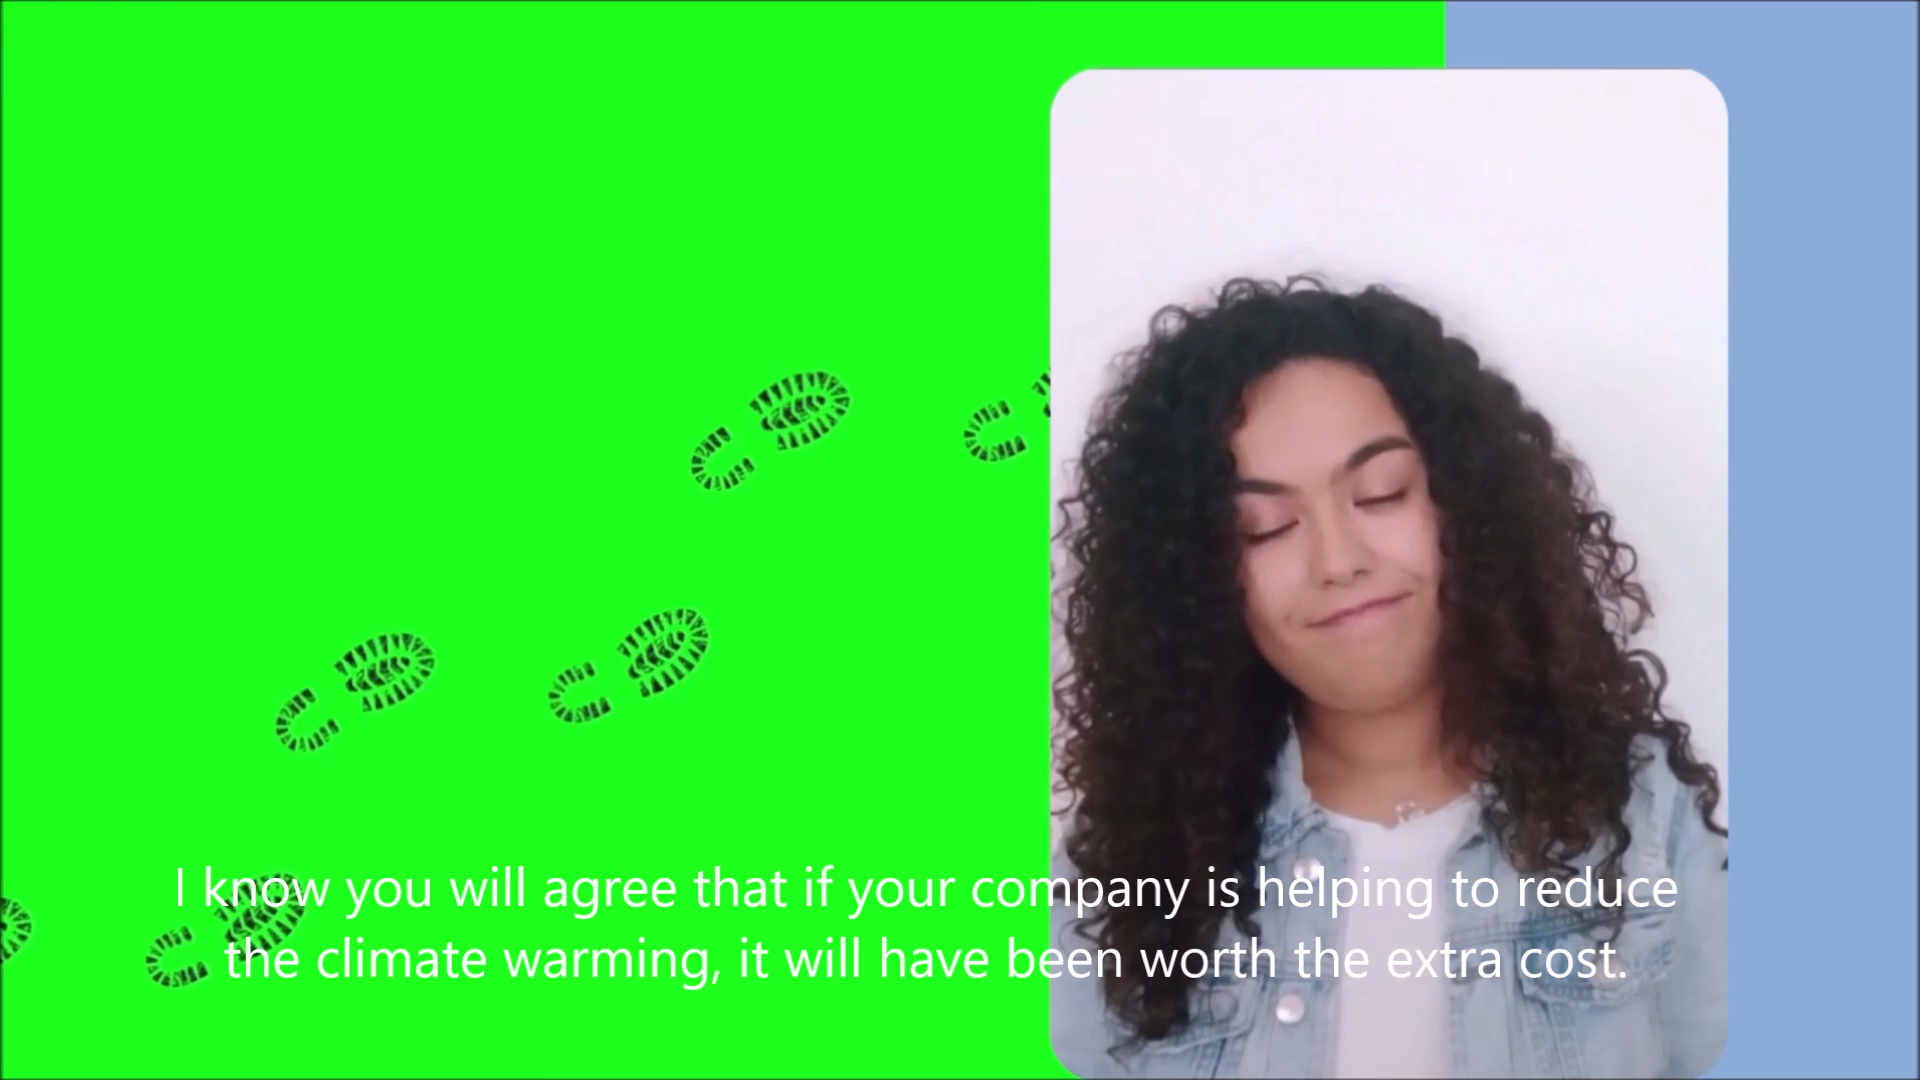 I know you will agree that if your company is helping to reduce
the climate warming, it will have been worth the extra cost.